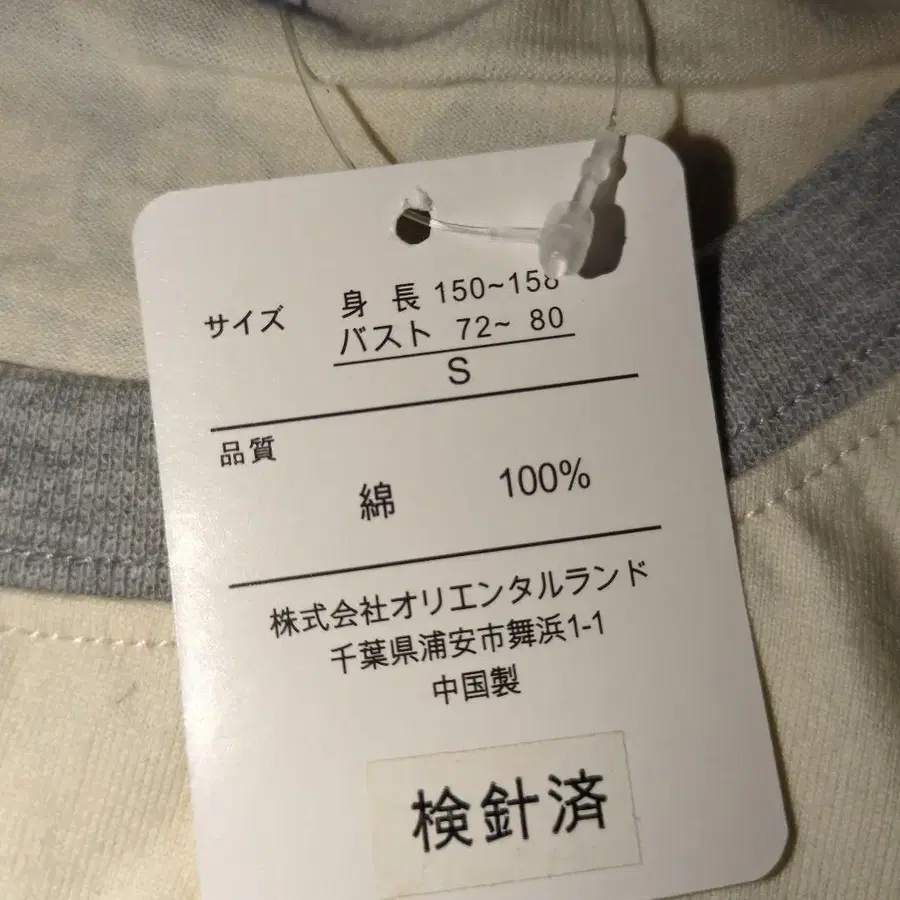 サイズ 身長 150~158
バスト 72~ 80
S
品質
綿 100%
株式会社オリエンタルランド
千葉県浦安市舞浜1-1
中国製
検針済